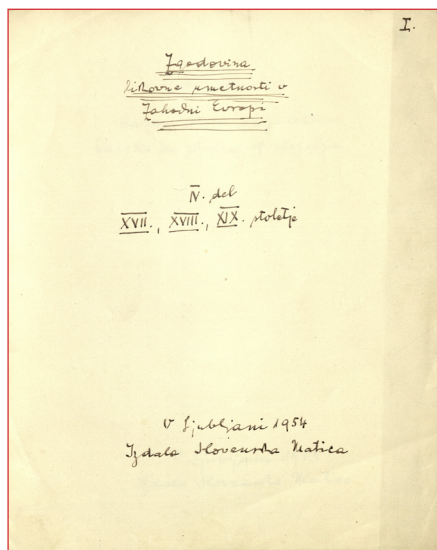 I.
Zgodovina
likovne umetnosti v
Zahodni Evropi
IV. del
XVII., XVIII., XIX. stoletje
V Ljubljani 1954
Izdala Slovenska Matica